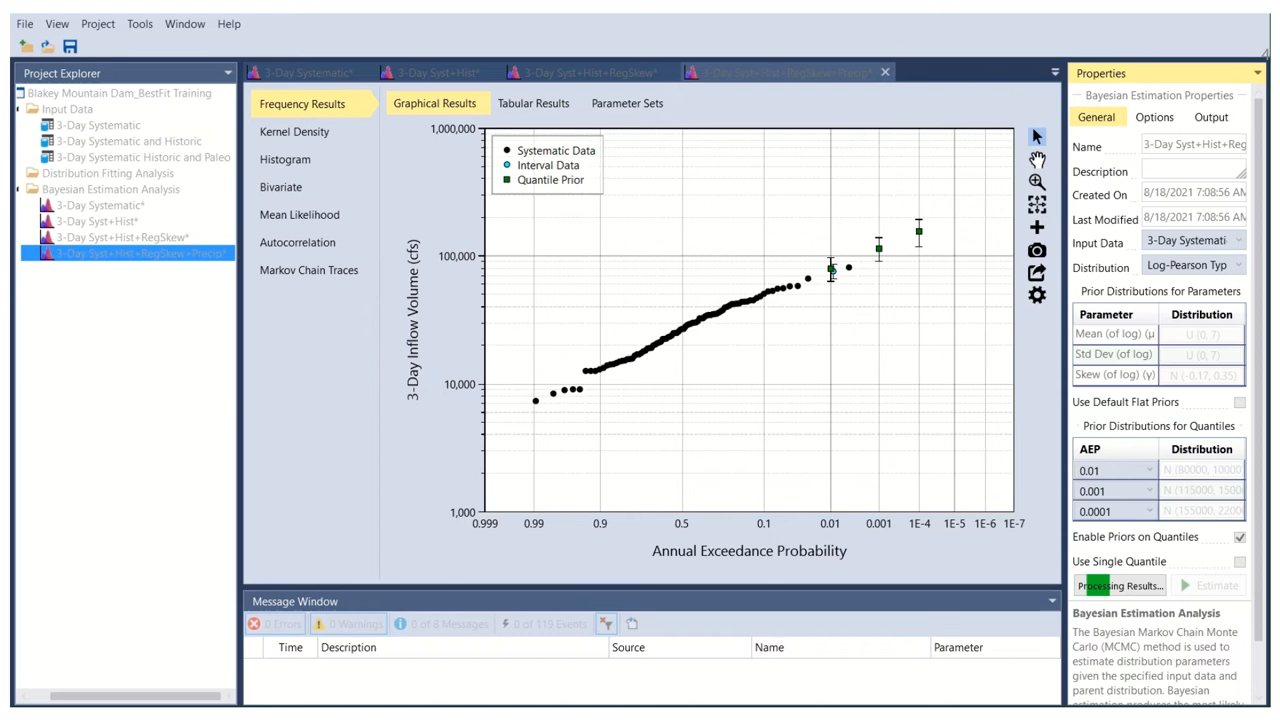 File View Project Tools Window Help
Project Explorer
Blakey Mountain Dam_BestFit Training
Input Data
3-Day Systematic
3-Day Systematic and Historic
3-Day Systematic Historic and Paleo
Distribution Fitting Analysis
Bayesian Estimation Analysis
3-Day Systematic*
3-Day Syst+Hist*
3-Day Syst+Hist+RegSkew*
3-Day Syst+Hist+RegSkew+Precip*
3-Day Systematic* 3-Day Syst+Hist* 3-Day Syst+Hist+RegSkew* 3-Day Syst+Hist+RegSkew+Precip*
Frequency Results
Kernel Density
Histogram
Bivariate
Mean Likelihood
Autocorrelation
Markov Chain Traces
Graphical Results Tabular Results Parameter Sets
Systematic Data
Interval Data
Quantile Prior
3-Day Inflow Volume (cfs)
1,000,000
100,000
10,000
1,000
0.999 0.99 0.9 0.5 0.1 0.01 0.001 1E-4 1E-5 1E-6 1E-7
Annual Exceedance Probability
Message Window
0 Errors 0 Warnings 0 of 8 Messages 0 of 119 Events
Time Description Source Name Parameter
Properties
Bayesian Estimation Properties
General Options Output
Name 3-Day Syst+Hist+Reg
Description
Created On 8/18/2021 7:08:56 AM
Last Modified 8/18/2021 7:08:56 AM
Input Data 3-Day Systemati
Distribution Log-Pearson Typ
Prior Distributions for Parameters
Parameter Distribution
Mean (of log) (µ U (0, 7)
Std Dev (of log) U (0, 7)
Skew (of log) (γ) N (-0.17, 0.35)
Use Default Flat Priors
Prior Distributions for Quantiles
AEP Distribution
0.01 N (80000, 10000
0.001 N (115000, 1500
0.0001 N (155000, 2200
Enable Priors on Quantiles
Use Single Quantile
Processing Results... Estimate
Bayesian Estimation Analysis
The Bayesian Markov Chain Monte
Carlo (MCMC) method is used to
estimate distribution parameters
given the specified input data and
parent distribution. Bayesian
estimation produces the most likely